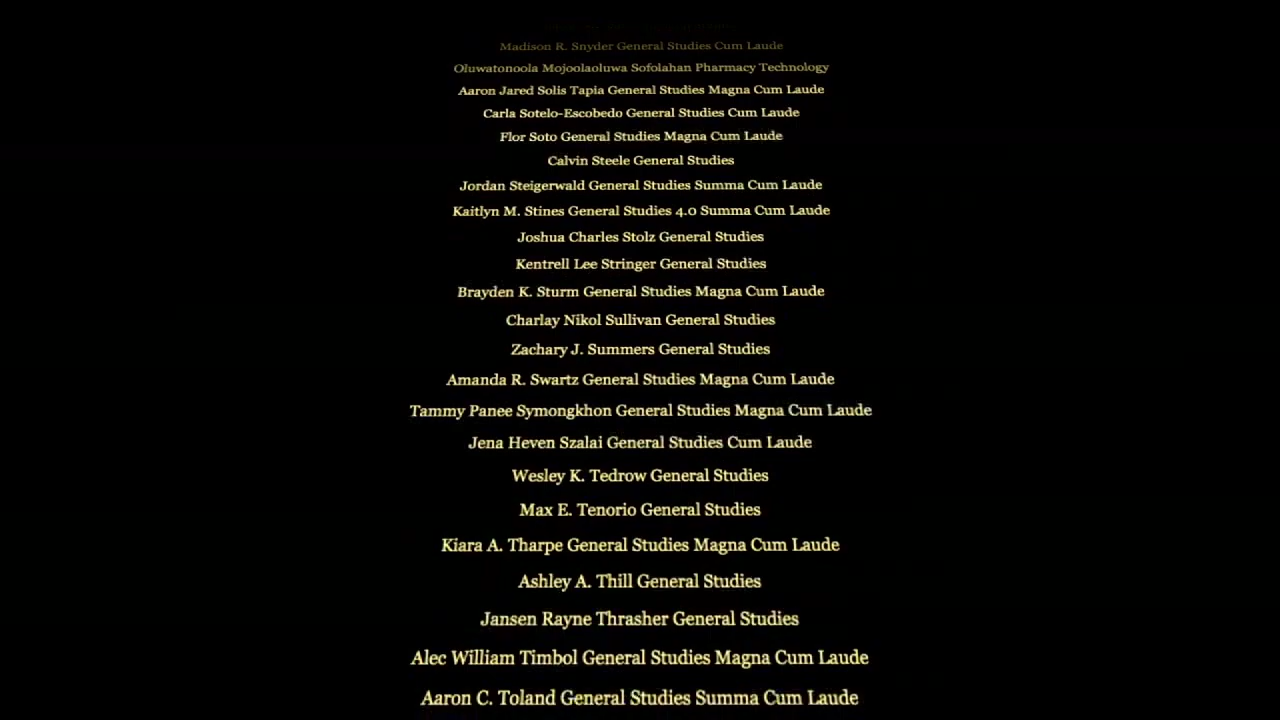 Madison R. Snyder General Studies Cum Laude
Oluwatonoola Mojoolaoluwa Sofolahan Pharmacy Technology
Aaron Jared Solis Tapia General Studies Magna Cum Laude
Carla Sotelo-Escobedo General Studies Cum Laude
Flor Soto General Studies Magna Cum Laude
Calvin Steele General Studies
Jordan Steigerwald General Studies Summa Cum Laude
Kaitlyn M. Stines General Studies 4.0 Summa Cum Laude
Joshua Charles Stolz General Studies
Kentrell Lee Stringer General Studies
Brayden K. Sturm General Studies Magna Cum Laude
Charlay Nikol Sullivan General Studies
Zachary J. Summers General Studies
Amanda R. Swartz General Studies Magna Cum Laude
Tammy Panee Symongkhon General Studies Magna Cum Laude
Jena Heven Szalai General Studies Cum Laude
Wesley K. Tedrow General Studies
Max E. Tenorio General Studies
Kiara A. Tharpe General Studies Magna Cum Laude
Ashley A. Thill General Studies
Jansen Rayne Thrasher General Studies
Alec William Timbol General Studies Magna Cum Laude
Aaron C. Toland General Studies Summa Cum Laude